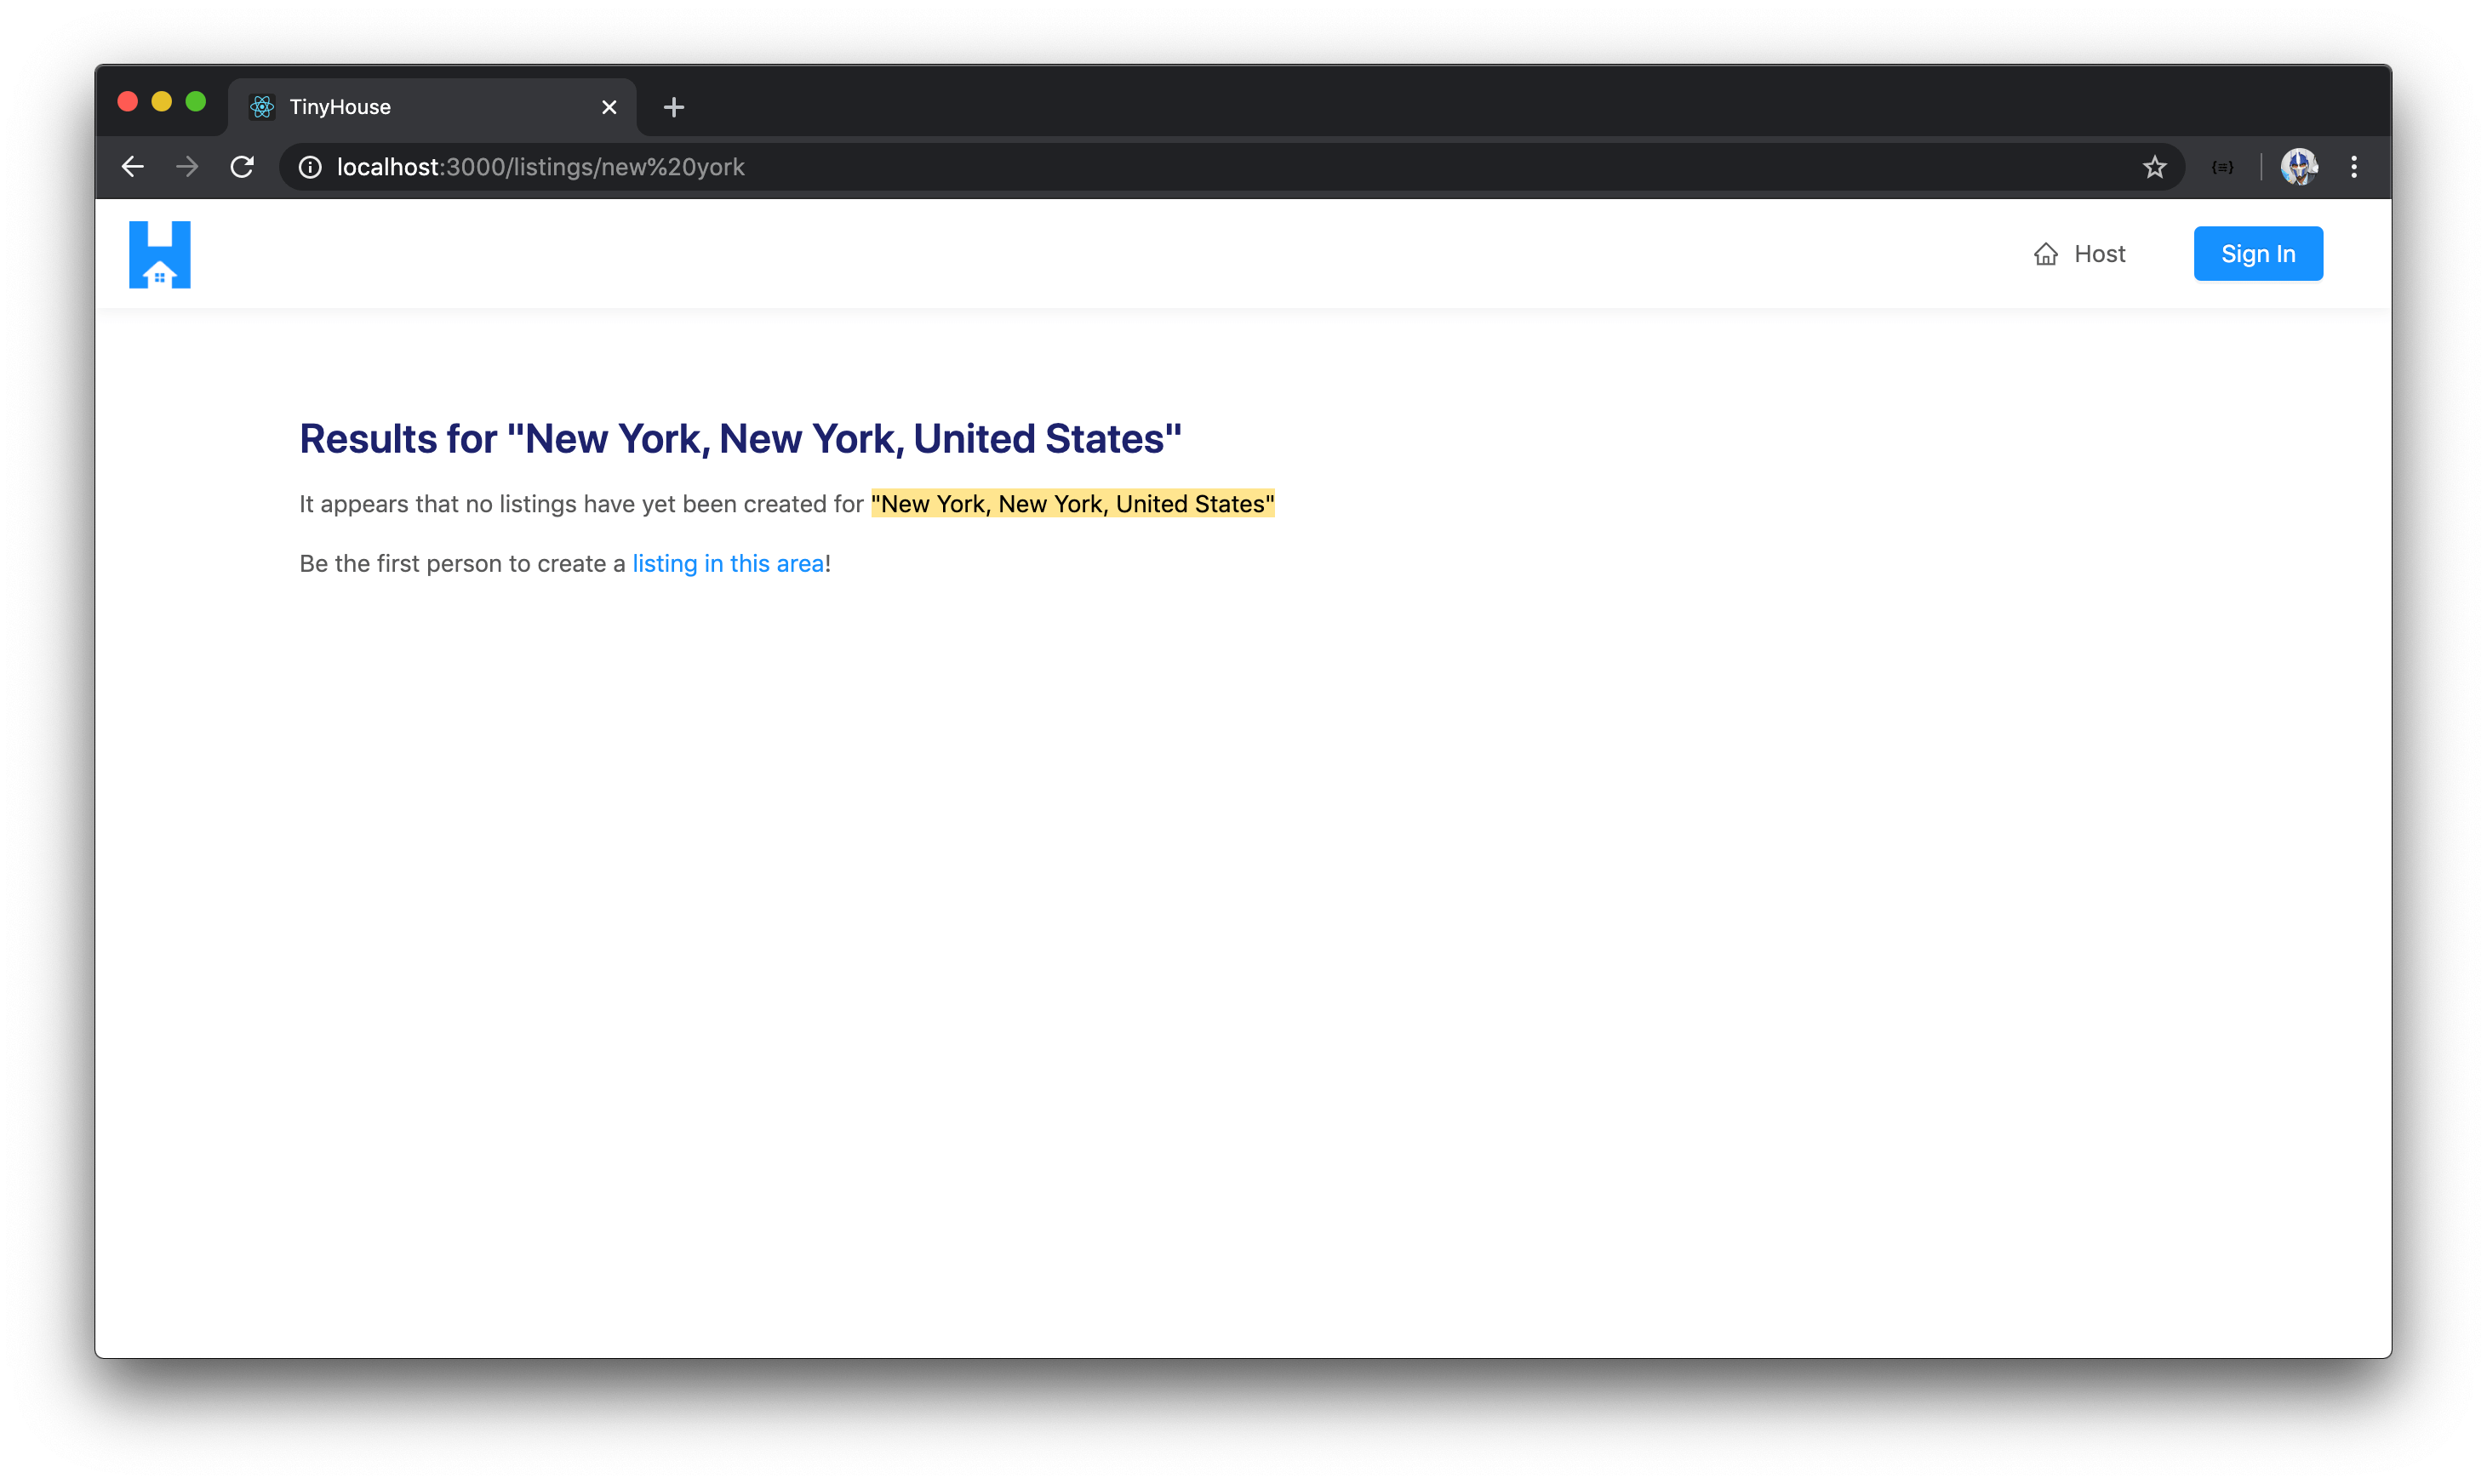 TinyHouse
localhost:3000/listings/new%20york
Host
Sign In
Results for "New York, New York, United States"
It appears that no listings have yet been created for "New York, New York, United States"
Be the first person to create a listing in this area!